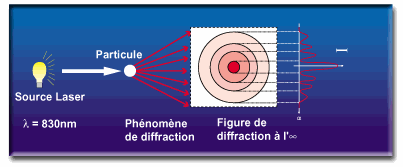 Particule
Source Laser
λ = 830nm
Phénomène
de diffraction
Figure de
diffraction à l'∞
I